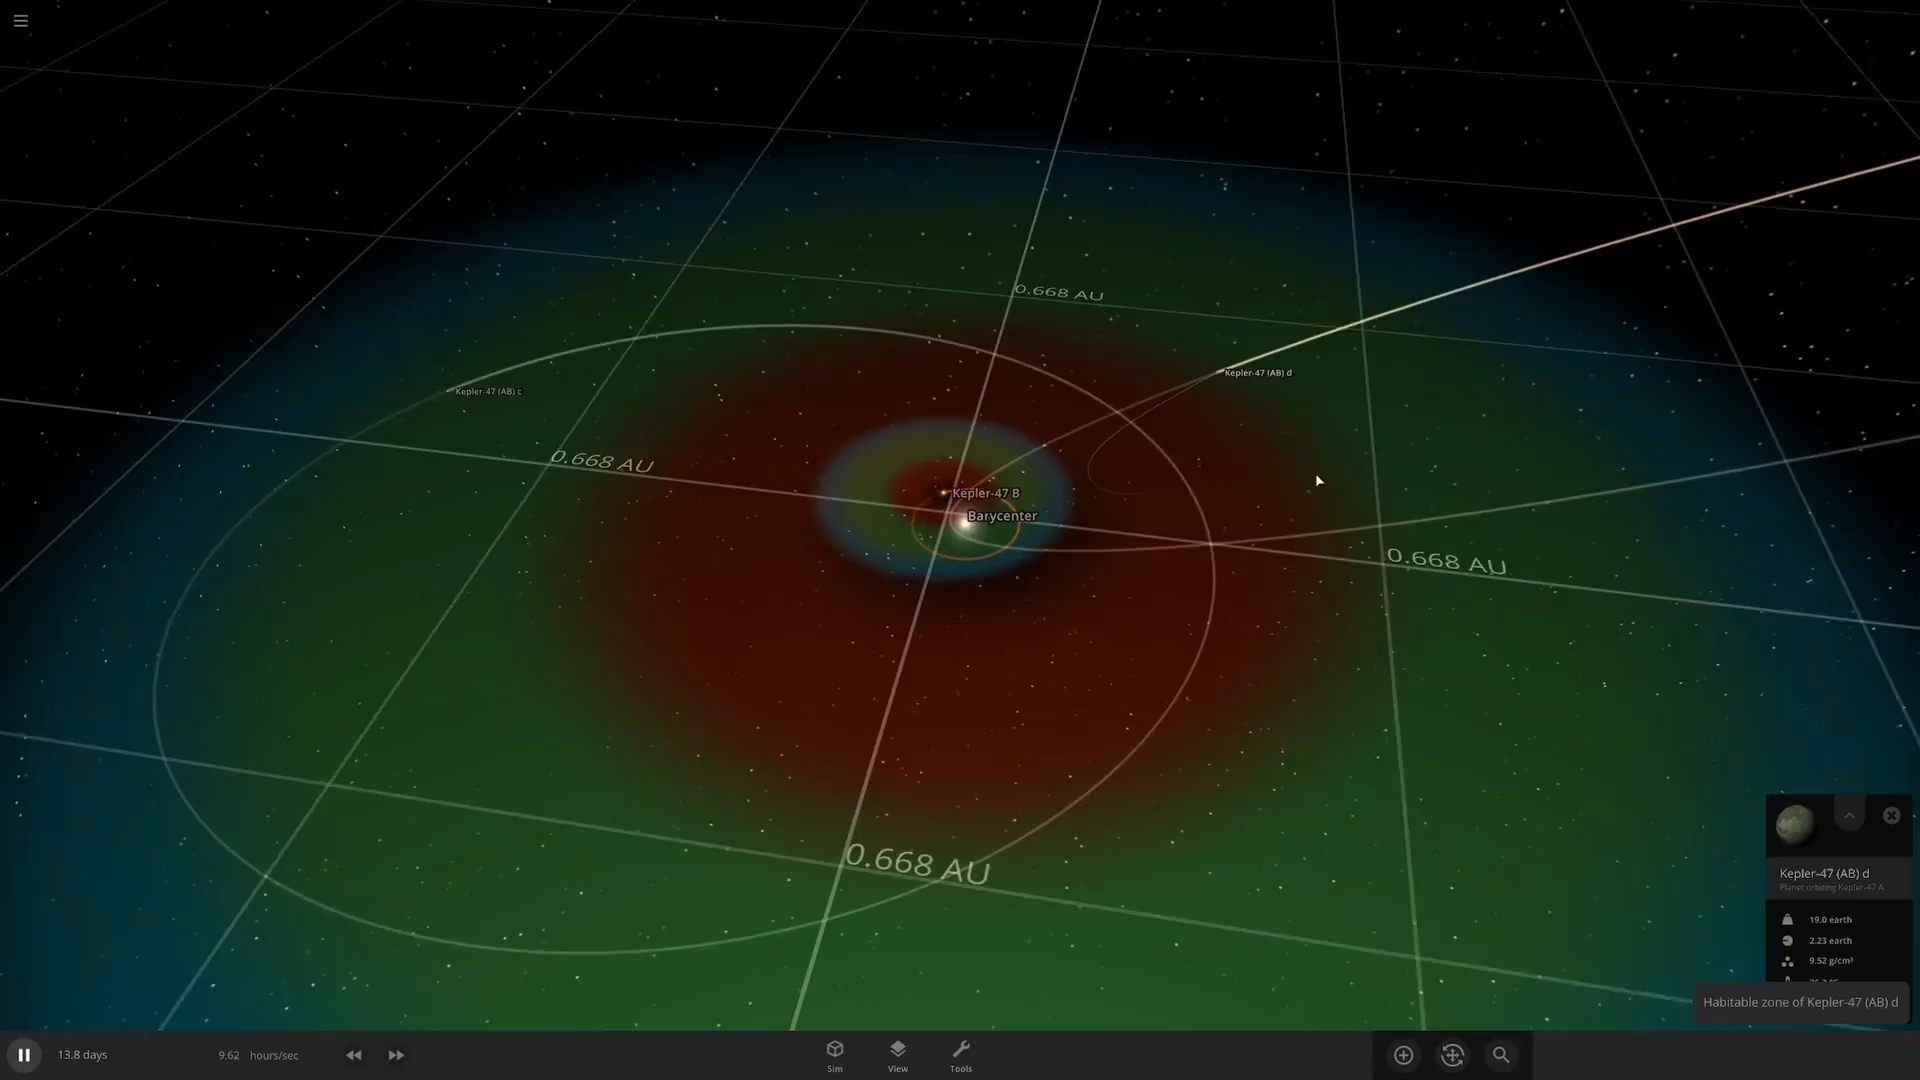 0.668 AU
Kepler-47 (AB) d
Kepler-47 (AB) c
0.668 AU
Kepler-47 B
Barycenter
0.668 AU
0.668 AU
Kepler-47 (AB) d
Planet orbiting Kepler-47 A
19.0 earth
2.23 earth
9.52 g/cm³
Habitable zone of Kepler-47 (AB) d
13.8 days
9.62 hours/sec
Sim
View
Tools